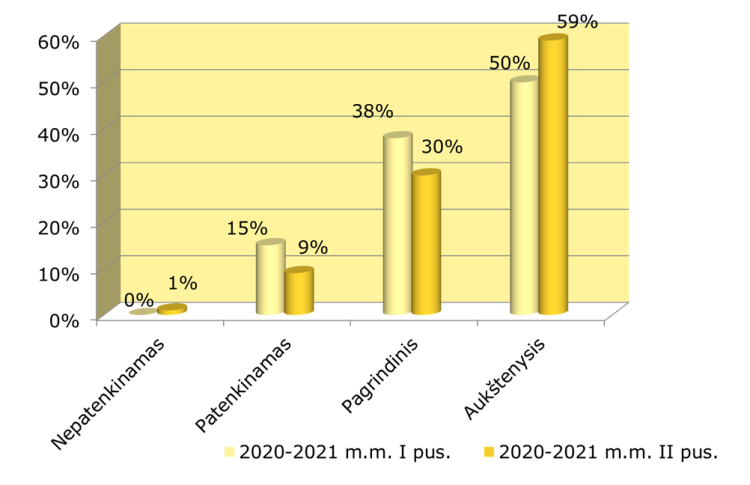 59%
60%
50%
50%
38%
40%
30%
30%
15%
20%
9%
10%
0%
1%
0%
Nepatenkinamas
Patenkinamas
Pagrindinis
Aukštenysis
2020-2021 m.m. I pus.
2020-2021 m.m. II pus.